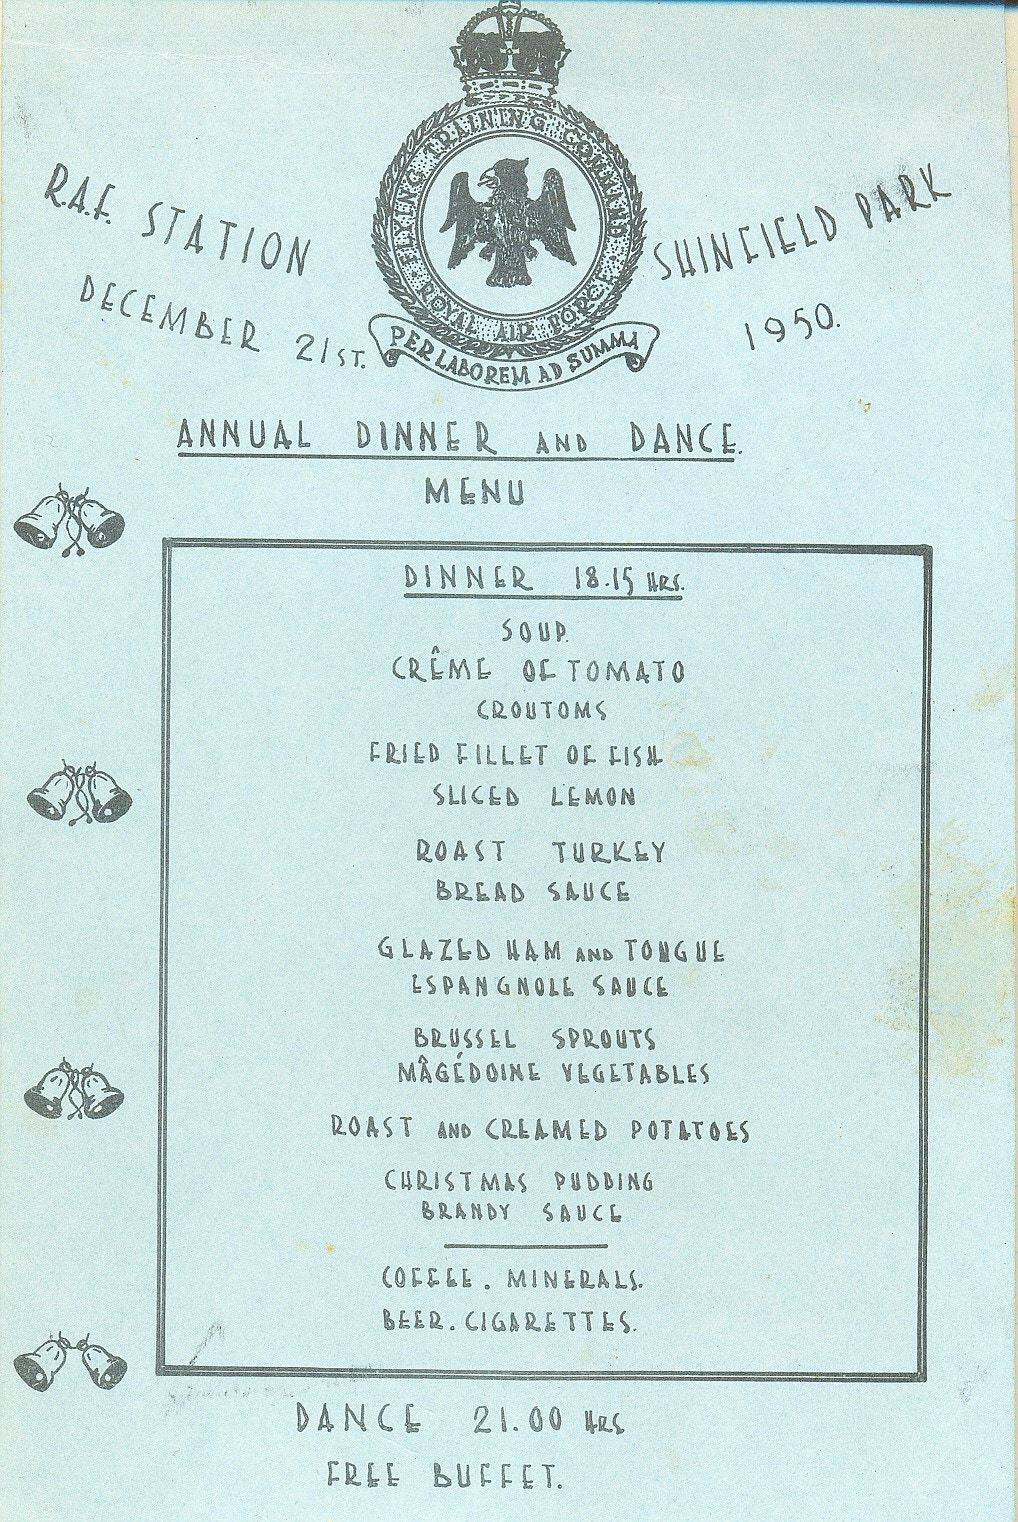 FLYING TRAINING COMMAND
ROYAL AIR FORCE
PER LABOREM AD SUMMA
R.A.F. STATION SHINFIELD PARK
DECEMBER 21ST. 1950.
ANNUAL DINNER AND DANCE.
MENU
DINNER 18.15 HRS.
SOUP.
CRÊME OF TOMATO
CROUTOMS
FRIED FILLET OF FISH
SLICED LEMON
ROAST TURKEY
BREAD SAUCE
GLAZED HAM AND TONGUE
ESPANGNOLE SAUCE
BRUSSEL SPROUTS
MÂGÉDOINE VEGETABLES
ROAST AND CREAMED POTATOES
CHRISTMAS PUDDING
BRANDY SAUCE
COFFEE. MINERALS.
BEER. CIGARETTES.
DANCE 21.00 HRS
FREE BUFFET.